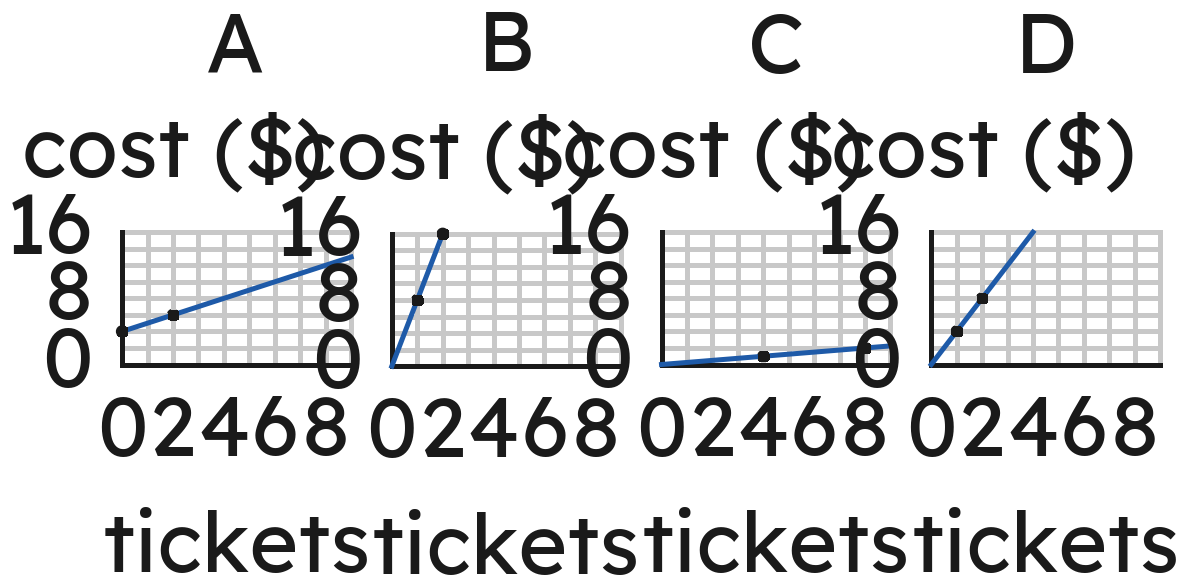 A B C D
cost ($) cost ($) cost ($) cost ($)
16 16 16 16
8 8 8 8
0 0 0 0
0 2 4 6 8 0 2 4 6 8 0 2 4 6 8 0 2 4 6 8
tickets tickets tickets tickets